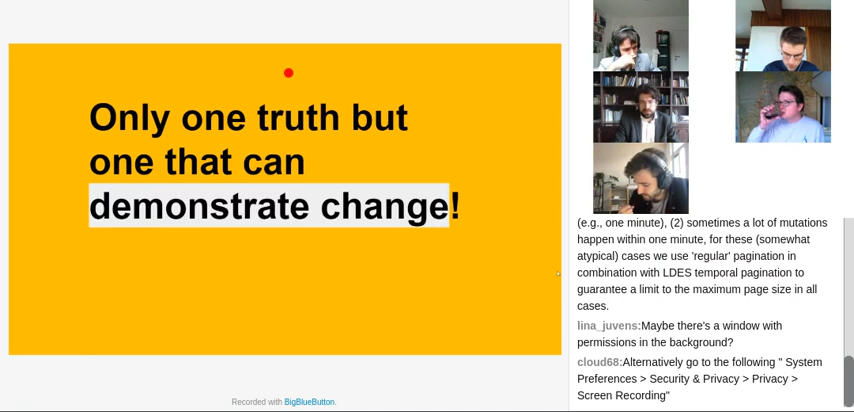 Only one truth but
one that can
demonstrate change!
Recorded with BigBlueButton.
(e.g., one minute), (2) sometimes a lot of mutations
happen within one minute, for these (somewhat
atypical) cases we use 'regular' pagination in
combination with LDES temporal pagination to
guarantee a limit to the maximum page size in all
cases.
lina_juvens:Maybe there's a window with
permissions in the background?
cloud68:Alternatively go to the following " System
Preferences > Security & Privacy > Privacy >
Screen Recording"